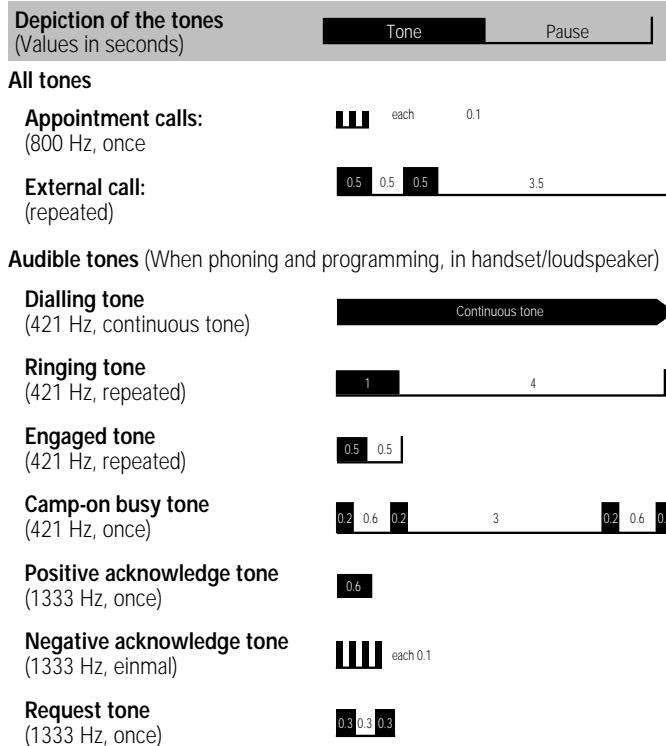 Depiction of the tones
(Values in seconds)
Tone Pause
All tones
Appointment calls:
(800 Hz, once
each 0.1
External call:
(repeated)
0.5 0.5 0.5 3.5
Audible tones (When phoning and programming, in handset/loudspeaker)
Dialling tone
(421 Hz, continuous tone)
Continuous tone
Ringing tone
(421 Hz, repeated)
1 4
Engaged tone
(421 Hz, repeated)
0.5 0.5
Camp-on busy tone
(421 Hz, once)
0.2 0.6 0.2 3 0.2 0.6
Positive acknowledge tone
(1333 Hz, once)
0.6
Negative acknowledge tone
(1333 Hz, einmal)
each 0.1
Request tone
(1333 Hz, once)
0.3 0.3 0.3